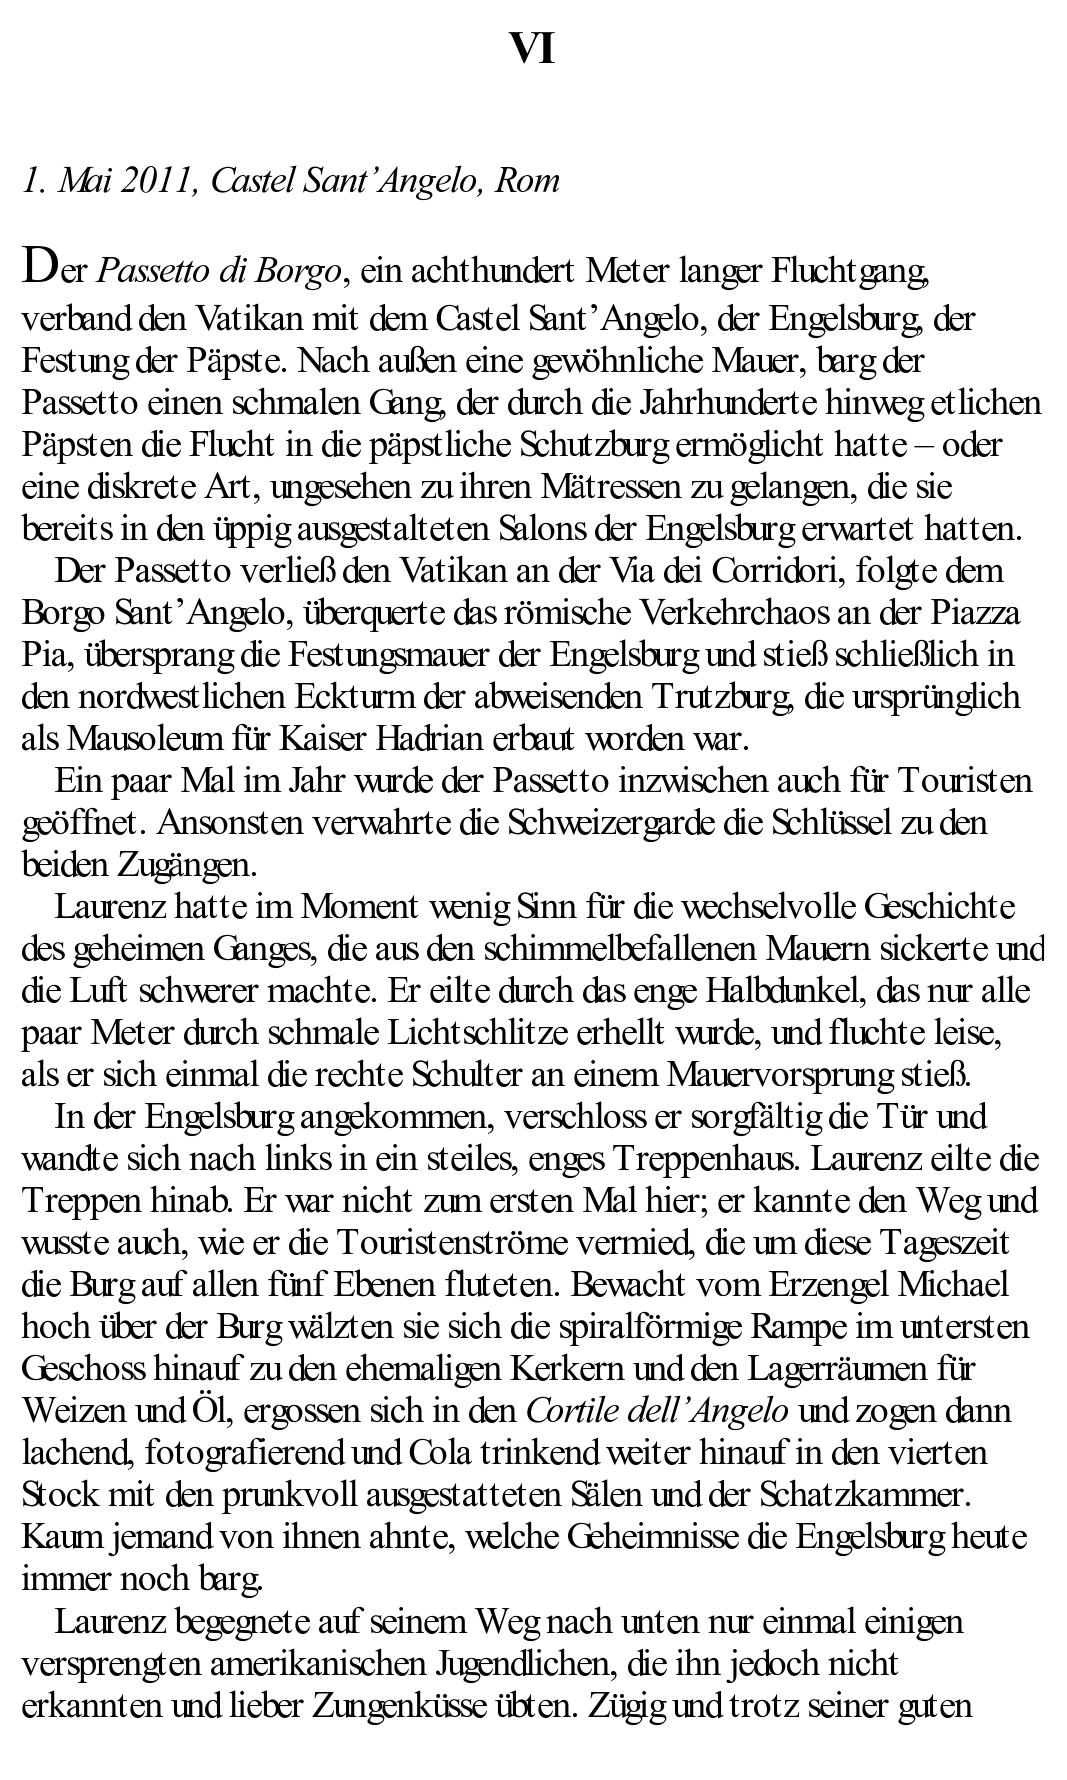 VI
1. Mai 2011, Castel Sant’Angelo, Rom
Der Passetto di Borgo, ein achthundert Meter langer Fluchtgang,
verband den Vatikan mit dem Castel Sant’Angelo, der Engelsburg, der
Festung der Päpste. Nach außen eine gewöhnliche Mauer, barg der
Passetto einen schmalen Gang, der durch die Jahrhunderte hinweg etlichen
Päpsten die Flucht in die päpstliche Schutzburg ermöglicht hatte – oder
eine diskrete Art, ungesehen zu ihren Mätressen zu gelangen, die sie
bereits in den üppig ausgestalteten Salons der Engelsburg erwartet hatten.
Der Passetto verließ den Vatikan an der Via dei Corridori, folgte dem
Borgo Sant’Angelo, überquerte das römische Verkehrchaos an der Piazza
Pia, übersprang die Festungsmauer der Engelsburg und stieß schließlich in
den nordwestlichen Eckturm der abweisenden Trutzburg, die ursprünglich
als Mausoleum für Kaiser Hadrian erbaut worden war.
Ein paar Mal im Jahr wurde der Passetto inzwischen auch für Touristen
geöffnet. Ansonsten verwahrte die Schweizergarde die Schlüssel zu den
beiden Zugängen.
Laurenz hatte im Moment wenig Sinn für die wechselvolle Geschichte
des geheimen Ganges, die aus den schimmelbefallenen Mauern sickerte und
die Luft schwerer machte. Er eilte durch das enge Halbdunkel, das nur alle
paar Meter durch schmale Lichtschlitze erhellt wurde, und fluchte leise,
als er sich einmal die rechte Schulter an einem Mauervorsprung stieß.
In der Engelsburg angekommen, verschloss er sorgfältig die Tür und
wandte sich nach links in ein steiles, enges Treppenhaus. Laurenz eilte die
Treppen hinab. Er war nicht zum ersten Mal hier; er kannte den Weg und
wusste auch, wie er die Touristenströme vermied, die um diese Tageszeit
die Burg auf allen fünf Ebenen fluteten. Bewacht vom Erzengel Michael
hoch über der Burg wälzten sie sich die spiralförmige Rampe im untersten
Geschoss hinauf zu den ehemaligen Kerkern und den Lagerräumen für
Weizen und Öl, ergossen sich in den Cortile dell’Angelo und zogen dann
lachend, fotografierend und Cola trinkend weiter hinauf in den vierten
Stock mit den prunkvoll ausgestatteten Sälen und der Schatzkammer.
Kaum jemand von ihnen ahnte, welche Geheimnisse die Engelsburg heute
immer noch barg.
Laurenz begegnete auf seinem Weg nach unten nur einmal einigen
versprengten amerikanischen Jugendlichen, die ihn jedoch nicht
erkannten und lieber Zungenküsse übten. Zügig und trotz seiner guten